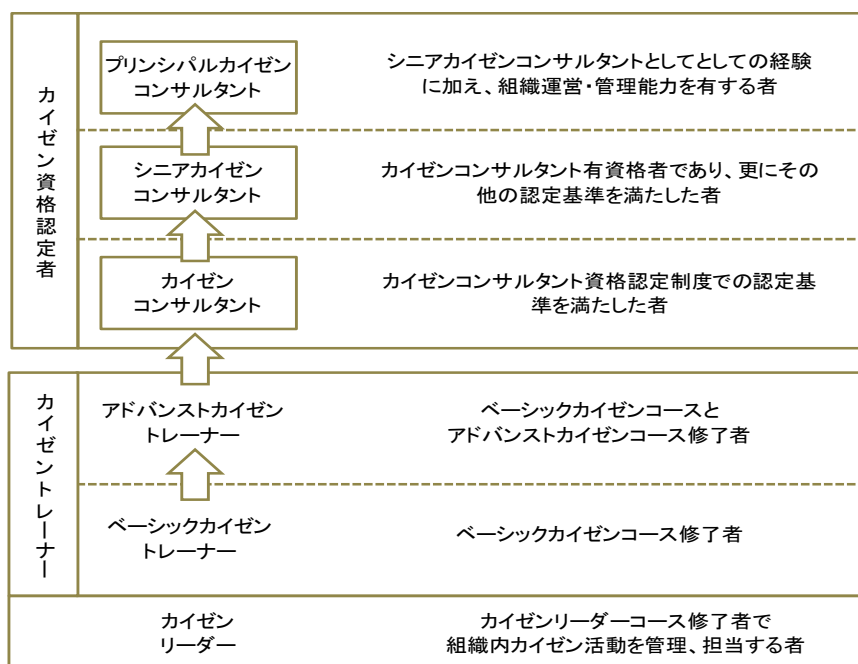 カイゼン資格認定者
プリンシパルカイゼン
コンサルタント
シニアカイゼンコンサルタントとしてとしての経験
に加え、組織運営・管理能力を有する者
シニアカイゼン
コンサルタント
カイゼンコンサルタント有資格者であり、更にその
他の認定基準を満たした者
カイゼン
コンサルタント
カイゼンコンサルタント資格認定制度での認定基
準を満たした者
カイゼントレーナー
アドバンストカイゼン
トレーナー
ベーシックカイゼンコースと
アドバンストカイゼンコース修了者
ベーシックカイゼン
トレーナー
ベーシックカイゼンコース修了者
カイゼン
リーダー
カイゼンリーダーコース修了者で
組織内カイゼン活動を管理、担当する者